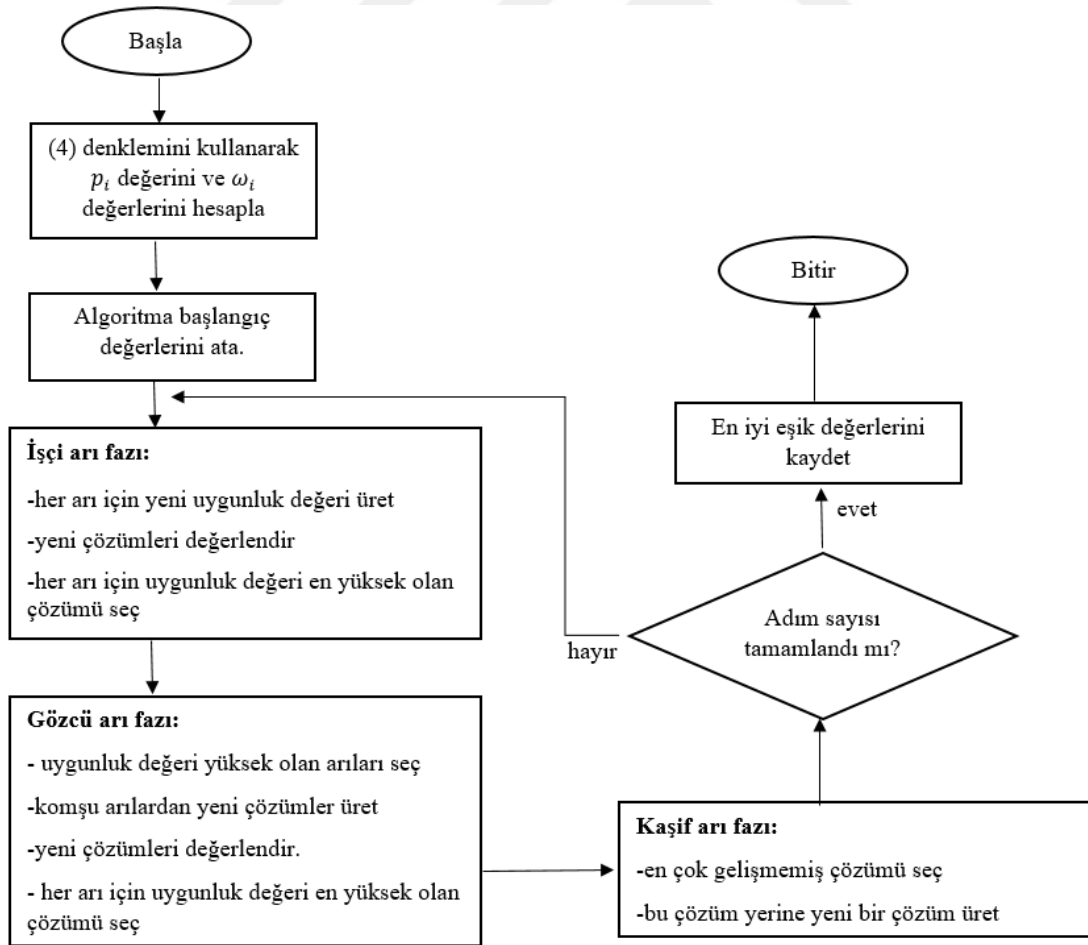 Başla
(4) denklemini kullanarak
𝑝𝑖 değerini ve 𝜔𝑖
değerlerini hesapla
Algoritma başlangıç
değerlerini ata.
İşçi arı fazı:
-her arı için yeni uygunluk değeri üret
-yeni çözümleri değerlendir
-her arı için uygunluk değeri en yüksek olan
çözümü seç
Gözcü arı fazı:
- uygunluk değeri yüksek olan arıları seç
-komşu arılardan yeni çözümler üret
-yeni çözümleri değerlendir.
- her arı için uygunluk değeri en yüksek olan
çözümü seç
Kaşif arı fazı:
-en çok gelişmemiş çözümü seç
-bu çözüm yerine yeni bir çözüm üret
Adım sayısı
tamamlandı mı?
hayır
evet
En iyi eşik değerlerini
kaydet
Bitir